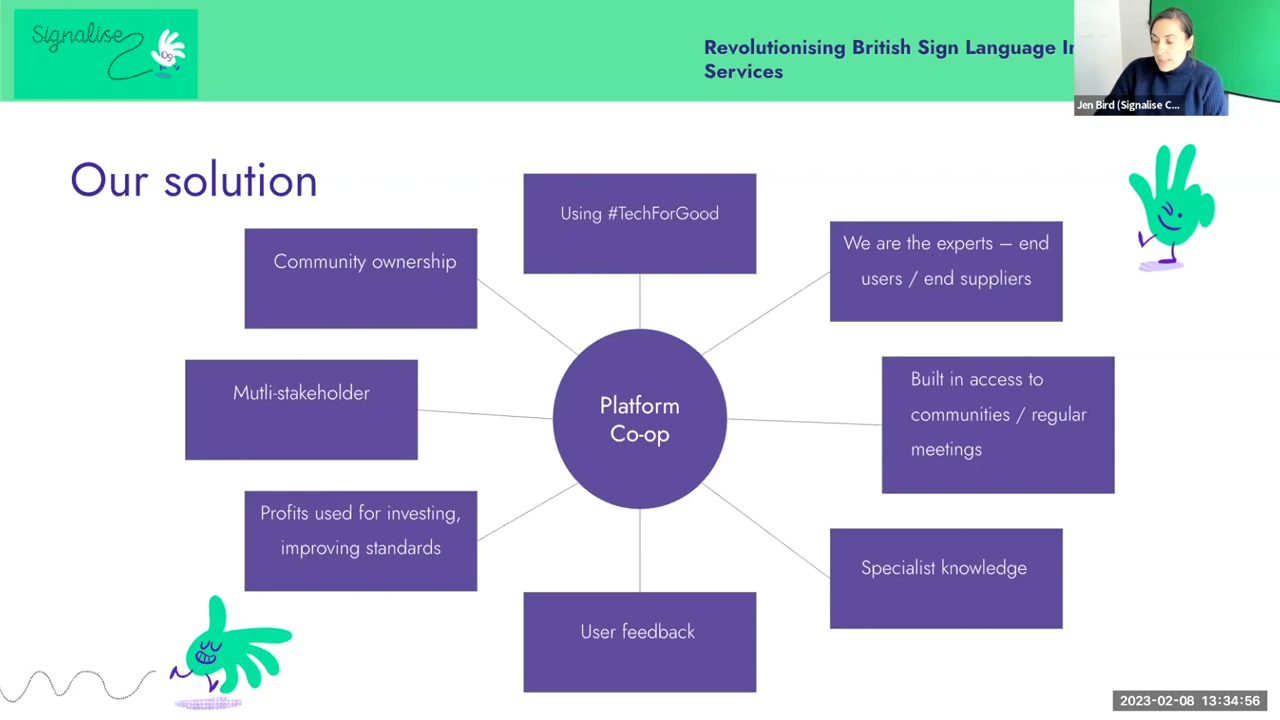 Signalise
Revolutionising British Sign Language
Services
Jen Bird (Signalise C...
Our solution
Using #TechForGood
Community ownership
We are the experts – end
users / end suppliers
Mutli-stakeholder
Platform
Co-op
Built in access to
communities / regular
meetings
Profits used for investing,
improving standards
Specialist knowledge
User feedback
2023-02-08 13:34:56